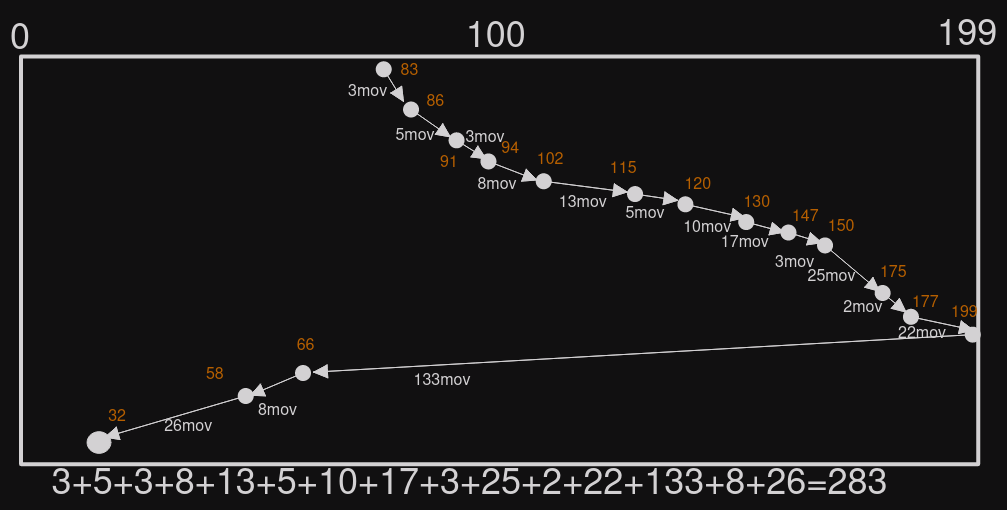 0 100 199
83
3mov
86
5mov 3mov
91 94 102
8mov
115
13mov
5mov
120
10mov
130
17mov
147
3mov
150
25mov
175
2mov
177
199
22mov
66
133mov
58
8mov
32
26mov
3+5+3+8+13+5+10+17+3+25+2+22+133+8+26=283